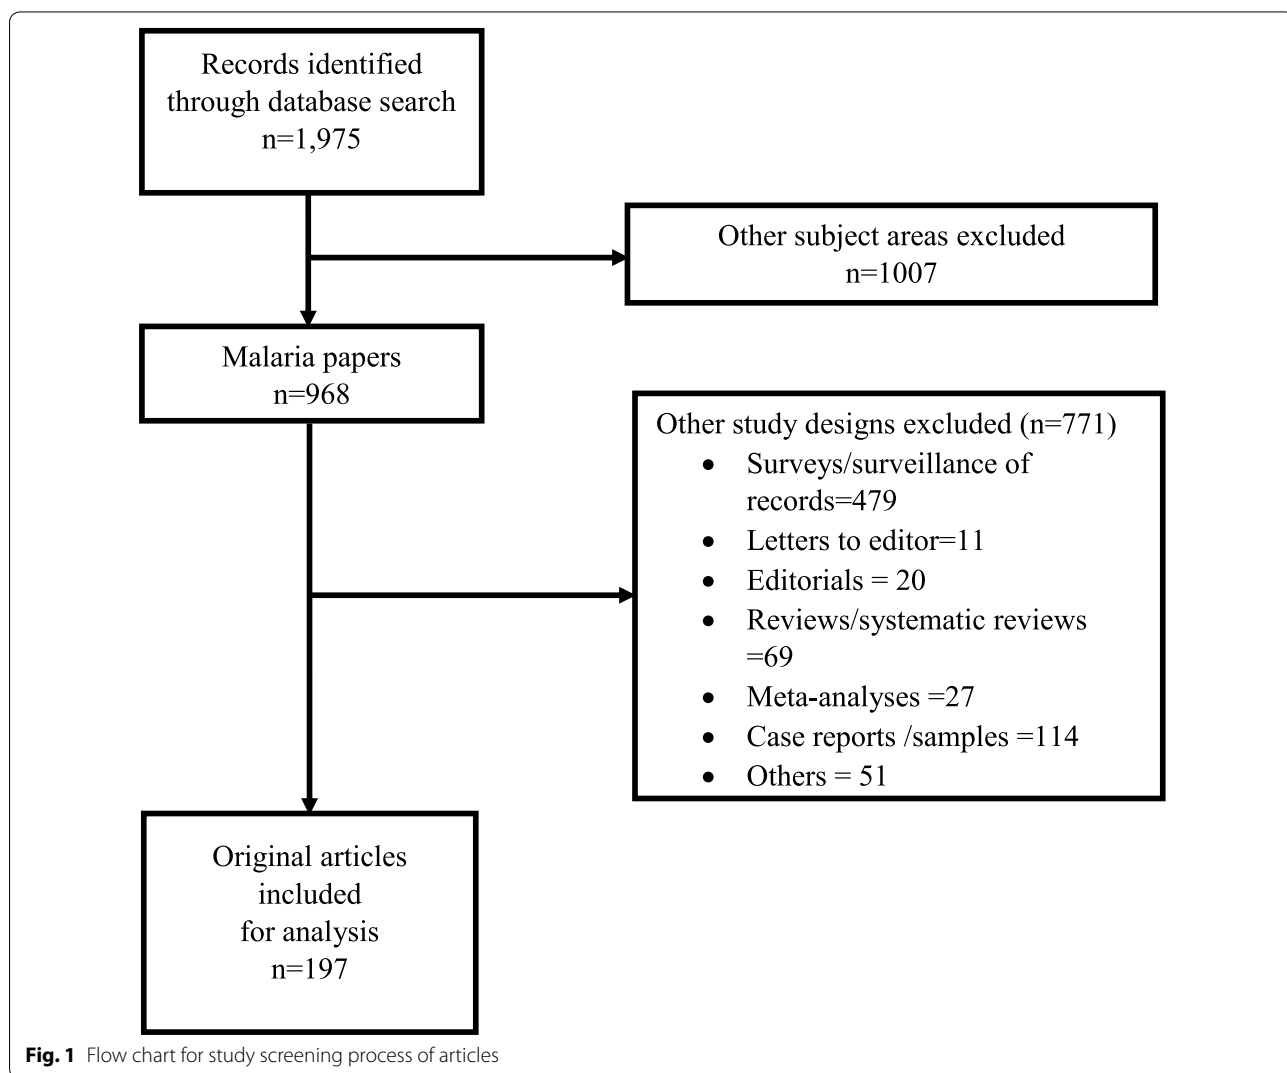 Records identified
through database search
n=1,975
Other subject areas excluded
n=1007
Malaria papers
n=968
Other study designs excluded (n=771)
• Surveys/surveillance of
records=479
• Letters to editor=11
• Editorials = 20
• Reviews/systematic reviews
=69
• Meta-analyses =27
• Case reports /samples =114
• Others = 51
Original articles
included
for analysis
n=197
Fig. 1 Flow chart for study screening process of articles